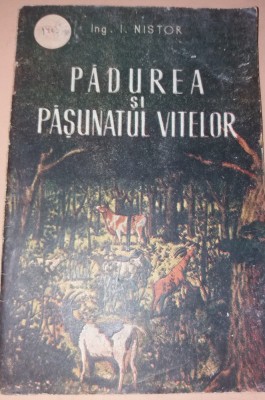 Ing. I. NISTOR
PĂDUREA
ȘI
PĂȘUNATUL VITELOR